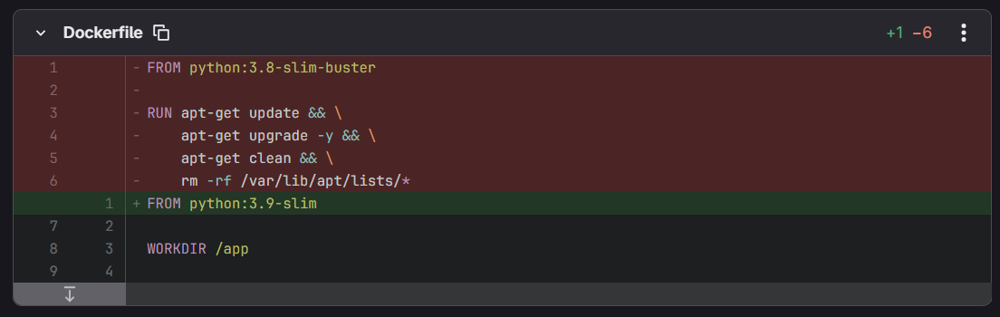 Dockerfile +1 −6
1 - FROM python:3.8-slim-buster
2 -
3 - RUN apt-get update && \
4 - apt-get upgrade -y && \
5 - apt-get clean && \
6 - rm -rf /var/lib/apt/lists/*
1 + FROM python:3.9-slim
7 2
8 3 WORKDIR /app
9 4